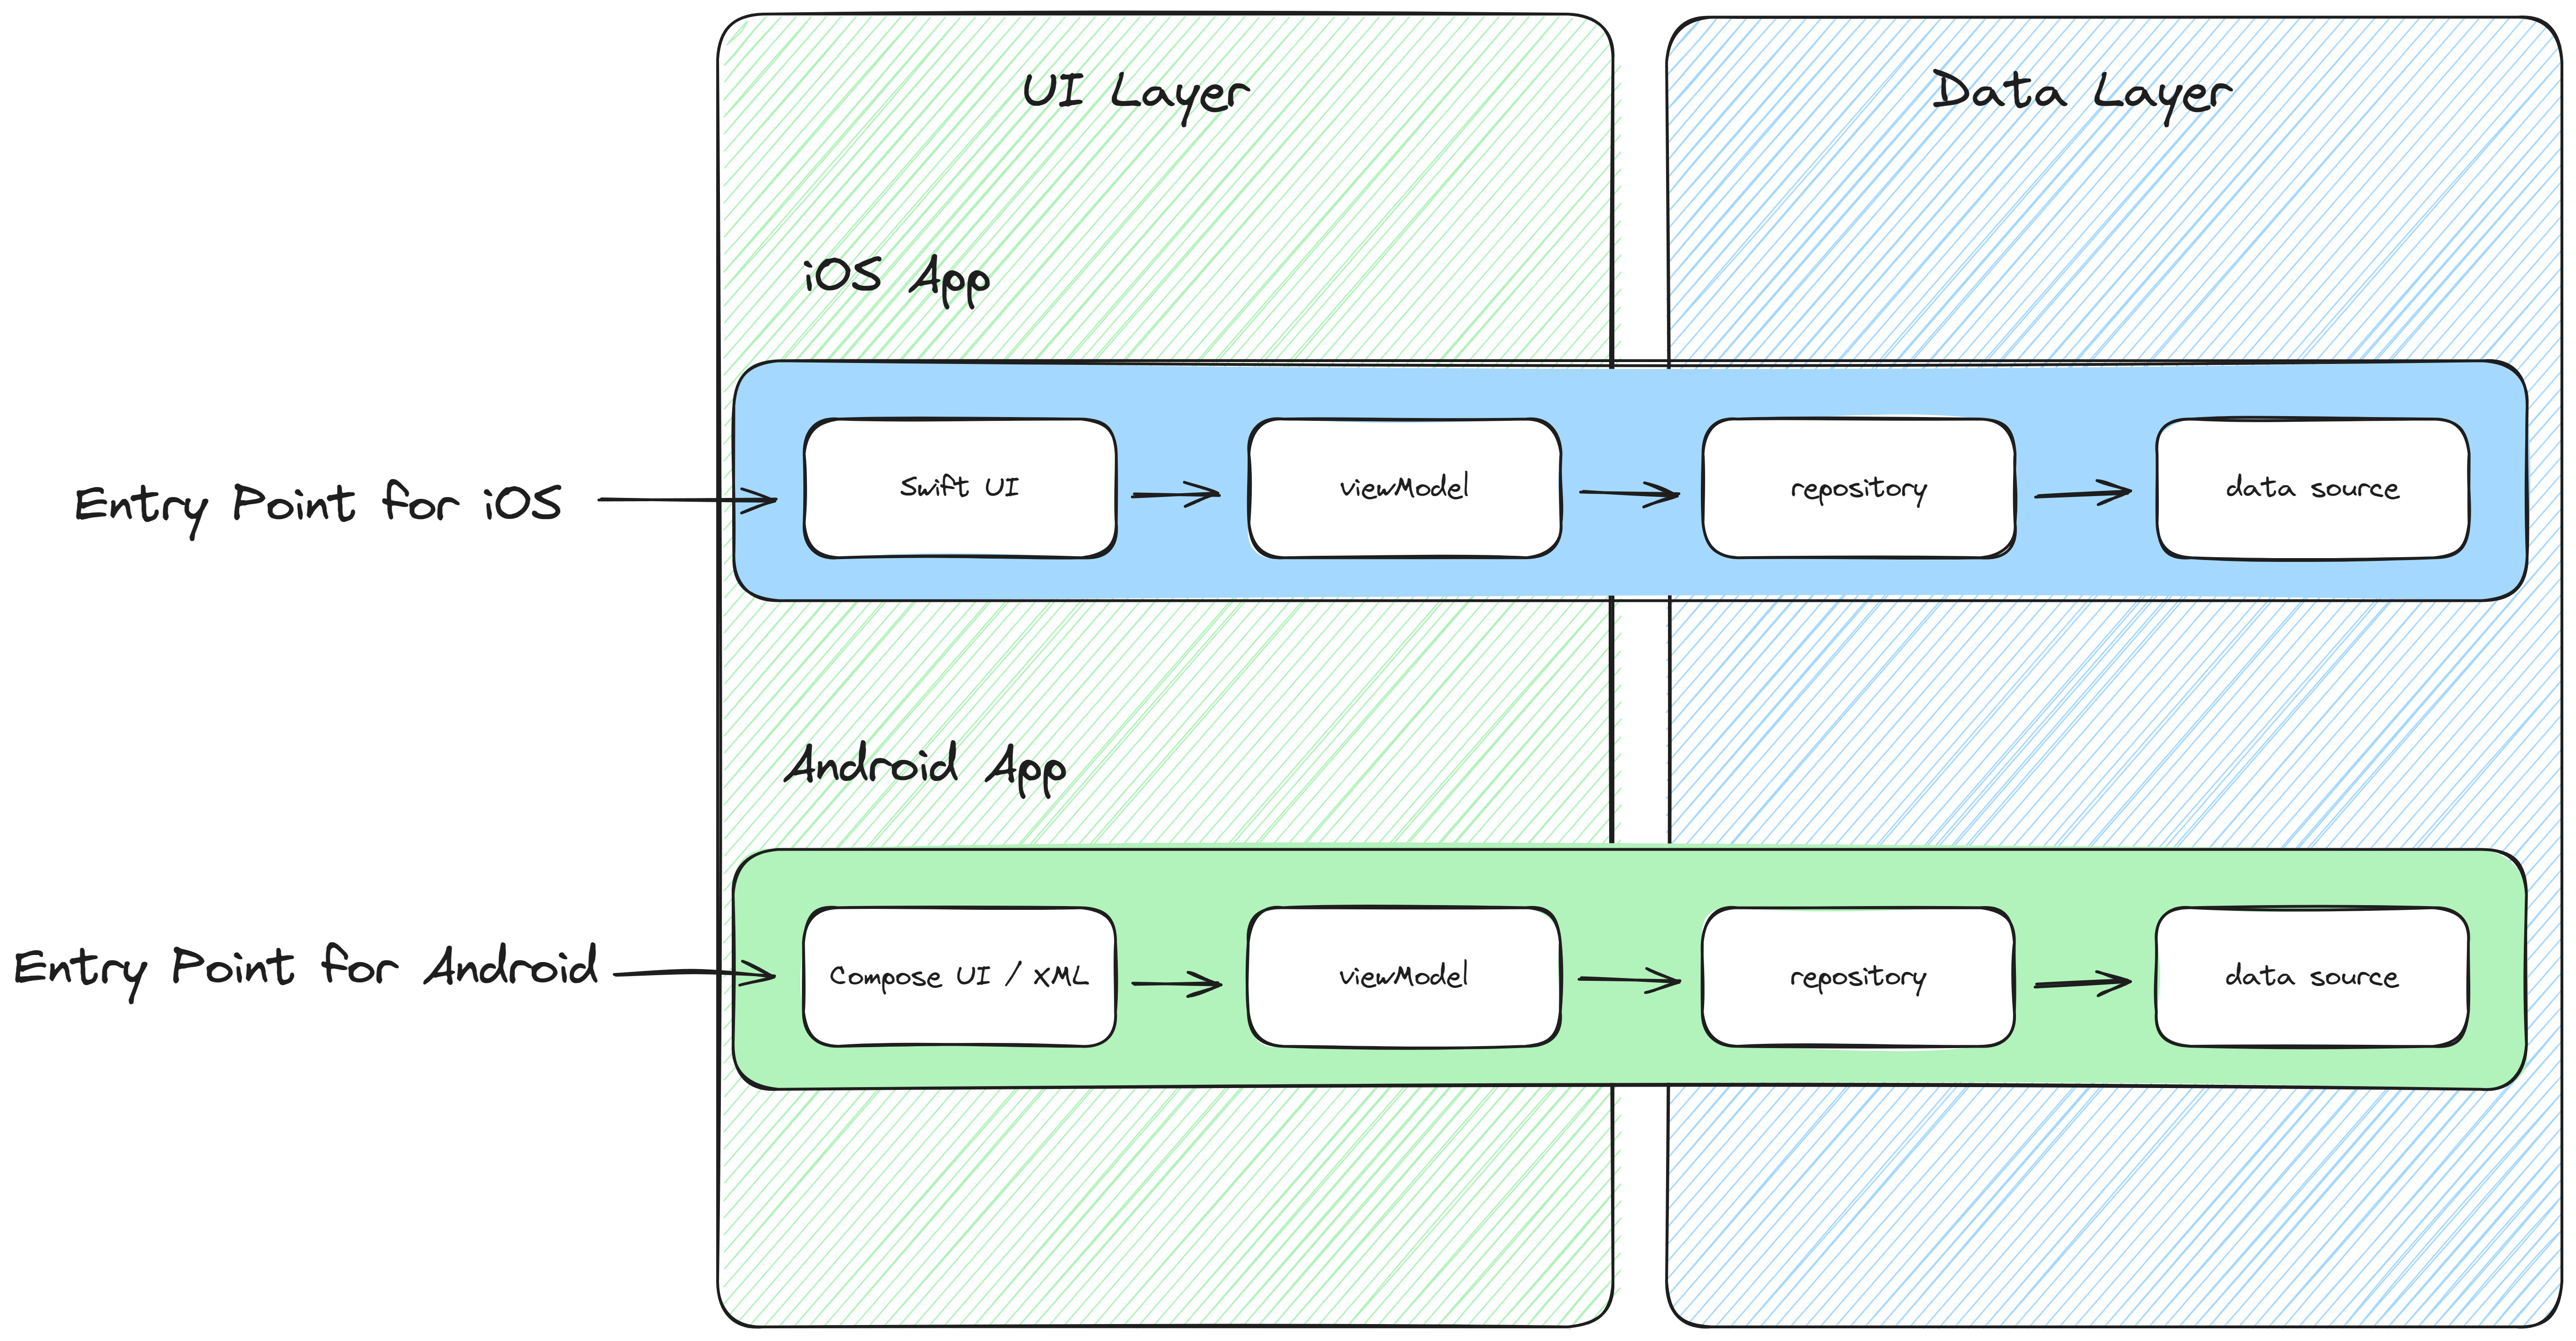 UI Layer
Data Layer
iOS App
Entry Point for iOS
Swift UI
viewModel
repository
data source
Android App
Entry Point for Android
Compose UI / XML
viewModel
repository
data source